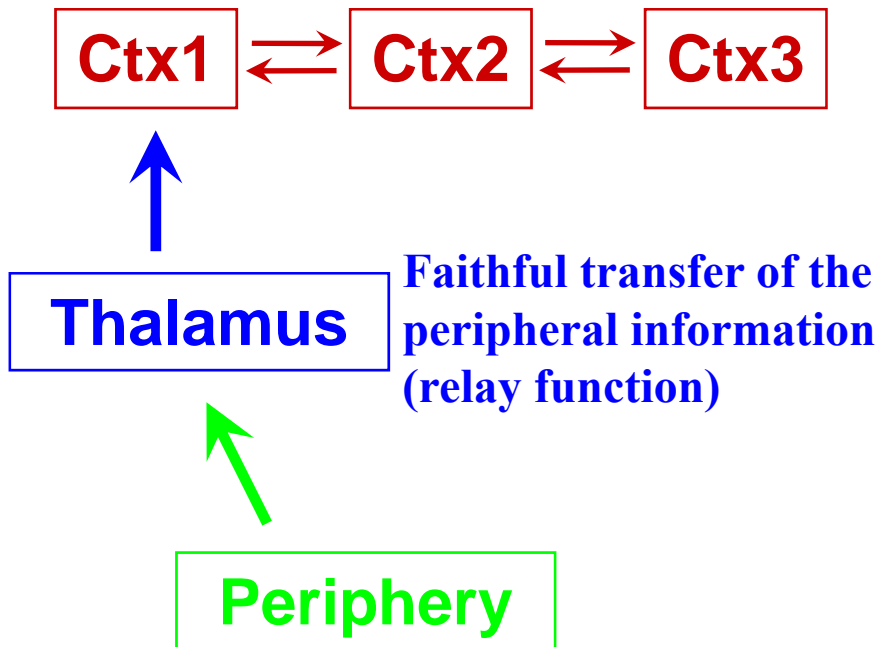 Ctx1 Ctx2 Ctx3
Thalamus
Faithful transfer of the
peripheral information
(relay function)
Periphery